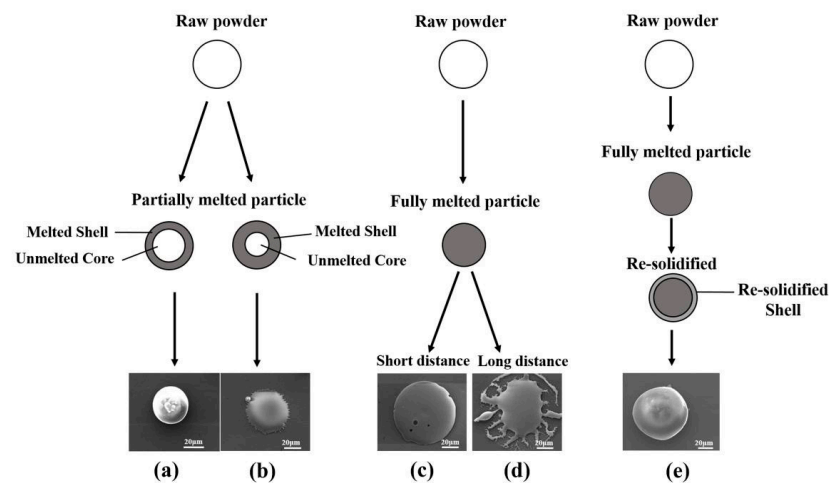 Raw powder
Raw powder
Raw powder
Partially melted particle
Melted Shell
Unmelted Core
Melted Shell
Unmelted Core
Fully melted particle
Fully melted particle
Re-solidified
Re-solidified
Shell
Short distance
Long distance
20μm
20μm
20μm
20μm
20μm
(a)
(b)
(c)
(d)
(e)